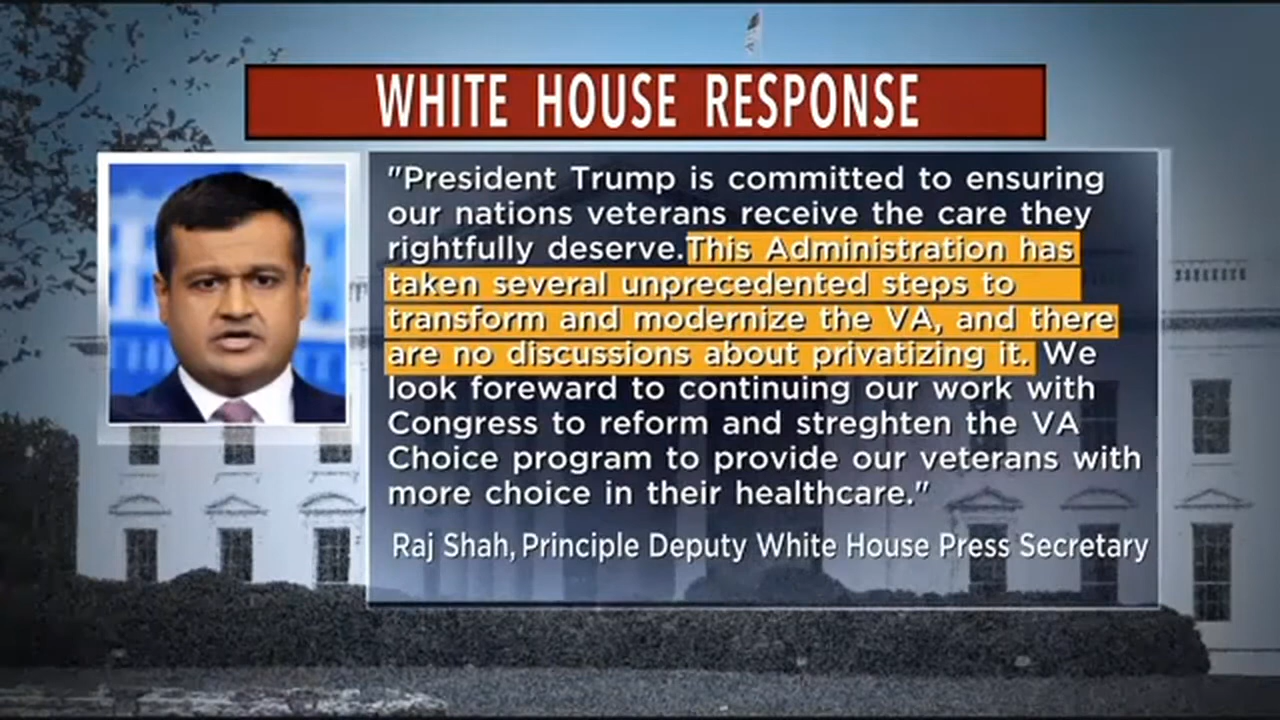 WHITE HOUSE RESPONSE
"President Trump is committed to ensuring
our nations veterans receive the care they
rightfully deserve.This Administration has
taken several unprecedented steps to
transform and modernize the VA, and there
are no discussions about privatizing it. We
look foreward to continuing our work with
Congress to reform and streghten the VA
Choice program to provide our veterans with
more choice in their healthcare."
Raj Shah, Principle Deputy White House Press Secretary